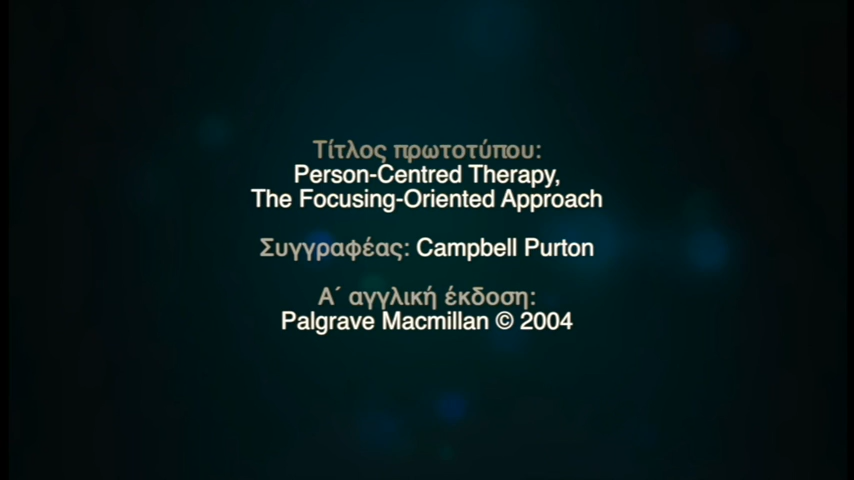 Τίτλος πρωτοτύπου:
Person-Centred Therapy,
The Focusing-Oriented Approach
Συγγραφέας: Campbell Purton
Α΄ αγγλική έκδοση:
Palgrave Macmillan © 2004